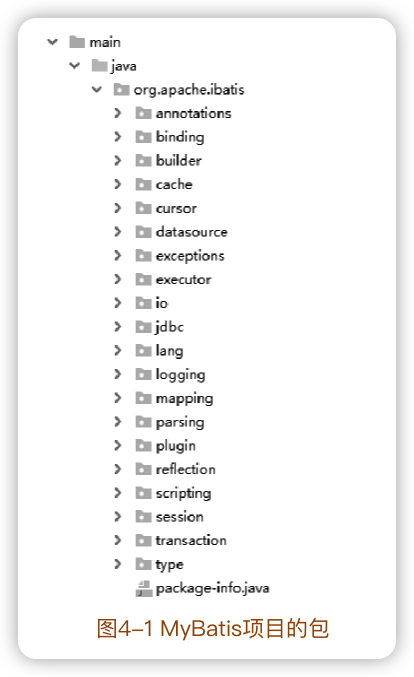 main
java
org.apache.ibatis
annotations
binding
builder
cache
cursor
datasource
exceptions
executor
io
jdbc
lang
logging
mapping
parsing
plugin
reflection
scripting
session
transaction
type
package-info.java
图4-1 MyBatis项目的包